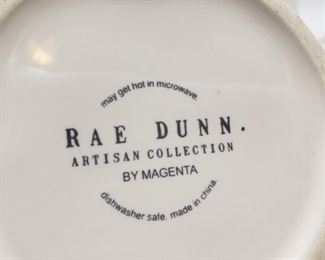 may get hot in microwave.
RAE DUNN.
ARTISAN COLLECTION
BY MAGENTA
dishwasher safe. made in china.